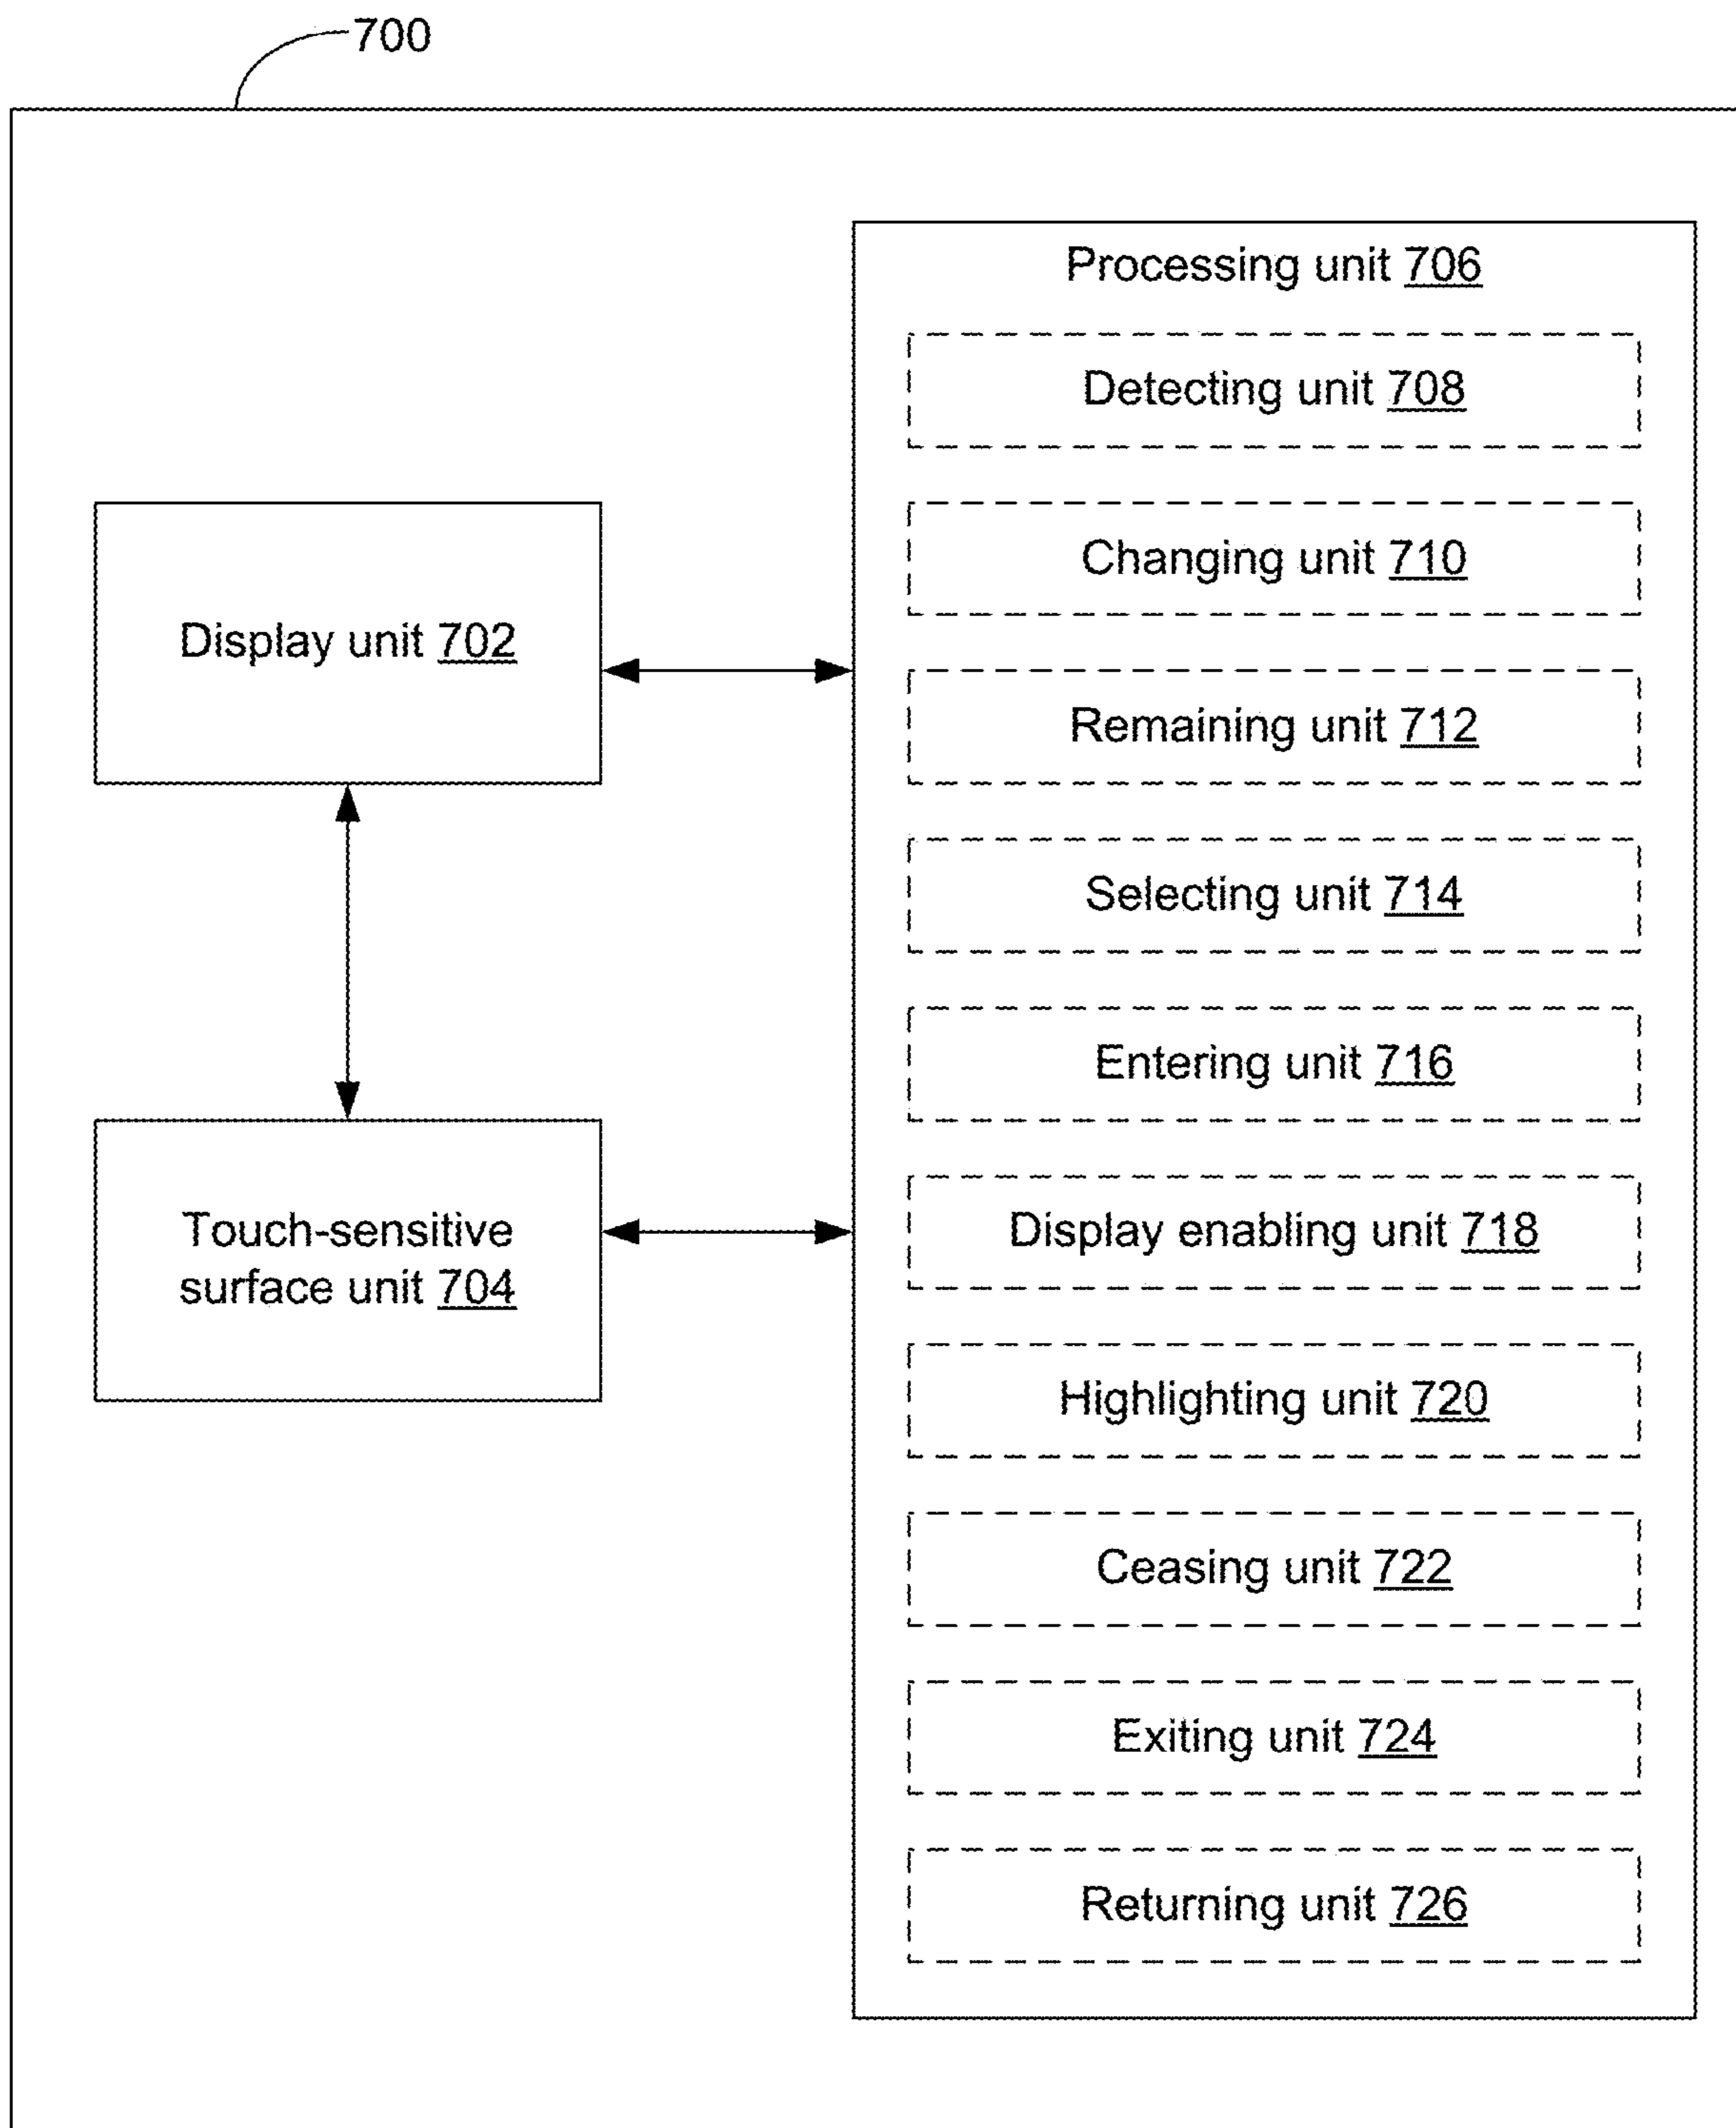 700
Processing unit 706
Detecting unit 708
Changing unit 710
Display unit 702
Remaining unit 712
Selecting unit 714
Entering unit 716
Touch-sensitive
surface unit 704
Display enabling unit 718
Highlighting unit 720
Ceasing unit 722
Exiting unit 724
Returning unit 726